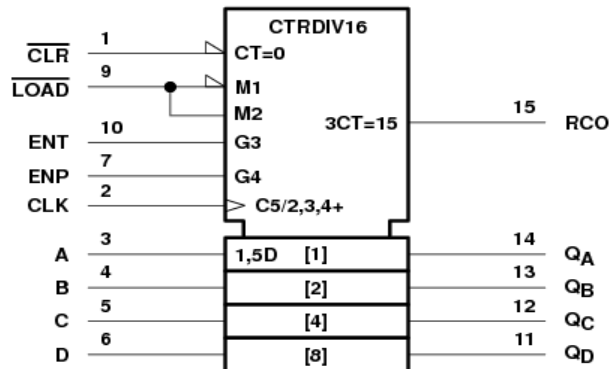 CTRDIV16
CLR 1 CT=0
LOAD 9 M1
M2
3CT=15 15 RCO
ENT 10 G3
ENP 7 G4
CLK 2 C5/2,3,4+
A 3 1,5D [1] 14 QA
B 4 [2] 13 QB
C 5 [4] 12 QC
D 6 [8] 11 QD